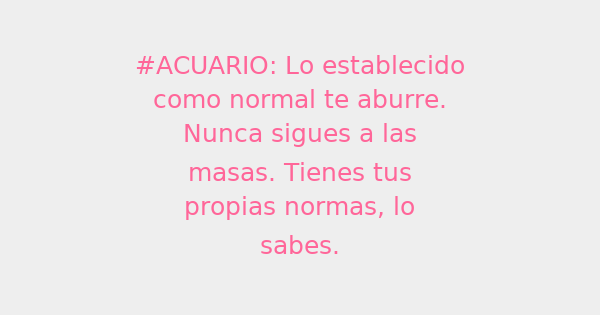 #ACUARIO: Lo establecido
como normal te aburre.
Nunca sigues a las
masas. Tienes tus
propias normas, lo
sabes.